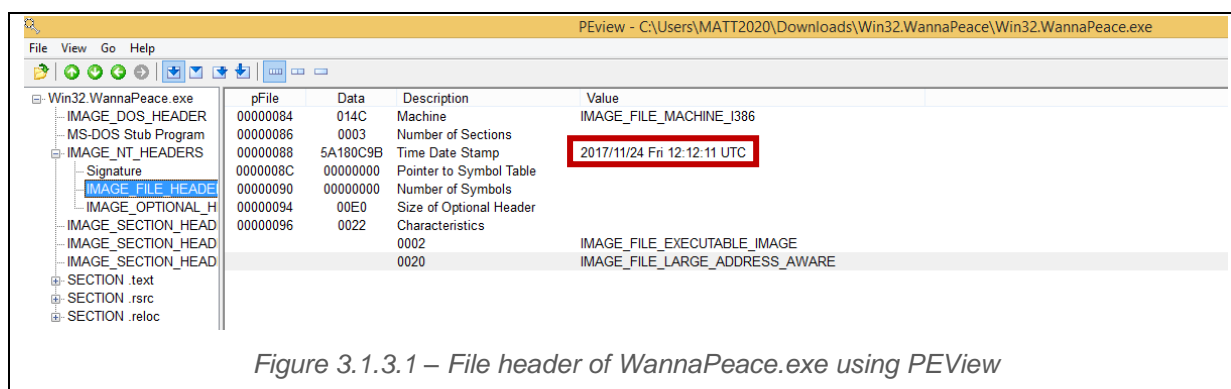 PEview - C:\Users\MATT2020\Downloads\Win32.WannaPeace\Win32.WannaPeace.exe
File View Go Help
Win32.WannaPeace.exe
IMAGE_DOS_HEADER
MS-DOS Stub Program
IMAGE_NT_HEADERS
Signature
IMAGE_FILE_HEADE
IMAGE_OPTIONAL_H
IMAGE_SECTION_HEAD
IMAGE_SECTION_HEAD
IMAGE_SECTION_HEAD
SECTION .text
SECTION .rsrc
SECTION .reloc
pFile Data Description Value
00000084 014C Machine IMAGE_FILE_MACHINE_I386
00000086 0003 Number of Sections
00000088 5A180C9B Time Date Stamp 2017/11/24 Fri 12:12:11 UTC
0000008C 00000000 Pointer to Symbol Table
00000090 00000000 Number of Symbols
00000094 00E0 Size of Optional Header
00000096 0022 Characteristics
0002 IMAGE_FILE_EXECUTABLE_IMAGE
0020 IMAGE_FILE_LARGE_ADDRESS_AWARE
Figure 3.1.3.1 – File header of WannaPeace.exe using PEView